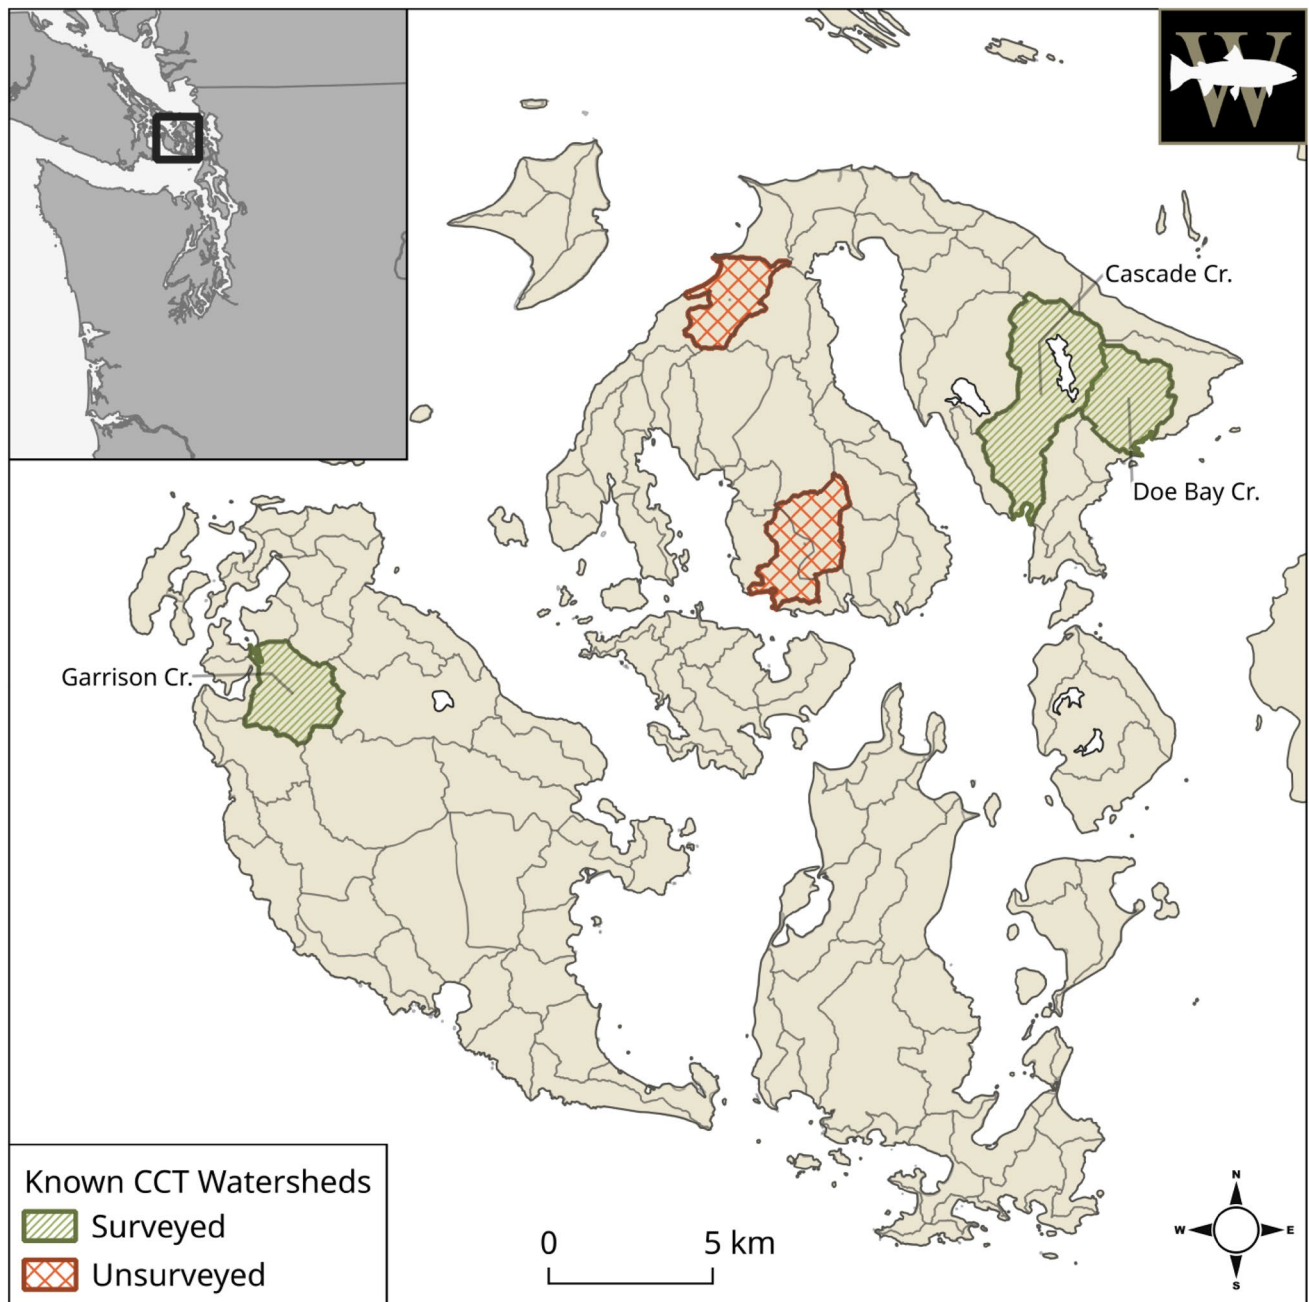 W
Cascade Cr.
Doe Bay Cr.
Garrison Cr.
Known CCT Watersheds
Surveyed
Unsurveyed
0 5 km
N
W E
S